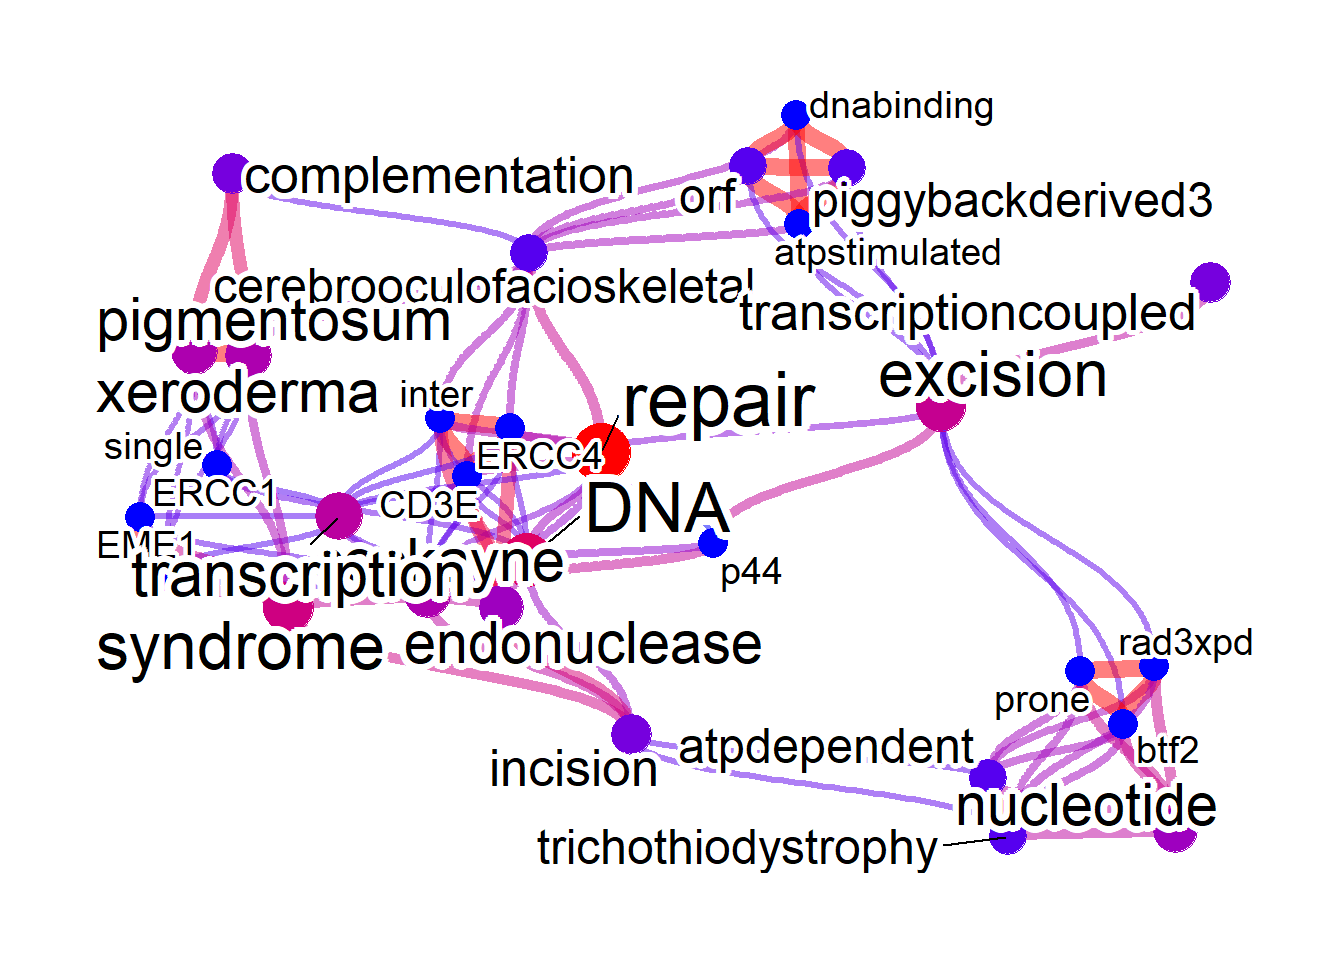 dnabinding
complementation
orf
piggybackderived3
atpstimulated
cerebrooculofacioskeletal
transcriptioncoupled
pigmentosum
excision
xeroderma
inter
repair
single
ERCC4
ERCC1
CD3E
DNA
EME1
kayne
transcription
p44
syndrome
endonuclease
rad3xpd
prone
atpdependent
btf2
incision
nucleotide
trichothiodystrophy